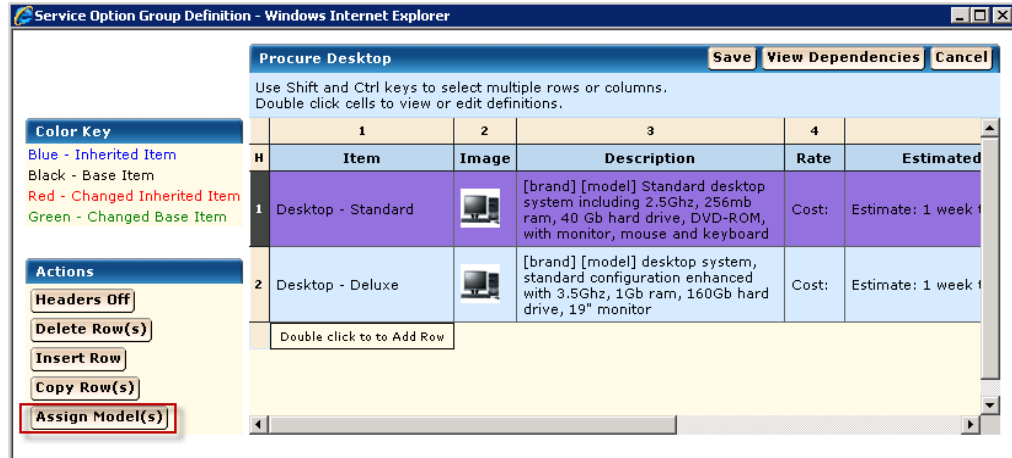 Service Option Group Definition - Windows Internet Explorer
Procure Desktop
Save
View Dependencies
Cancel
Use Shift and Ctrl keys to select multiple rows or columns.
Double click cells to view or edit definitions.
Color Key
Blue - Inherited Item
Black - Base Item
Red - Changed Inherited Item
Green - Changed Base Item
Actions
Headers Off
Delete Row(s)
Insert Row
Copy Row(s)
Assign Model(s)
1 2 3 4
H Item Image Description Rate Estimated
1 Desktop - Standard
[brand] [model] Standard desktop
system including 2.5Ghz, 256mb
ram, 40 Gb hard drive, DVD-ROM,
with monitor, mouse and keyboard
Cost:
Estimate: 1 week
2 Desktop - Deluxe
[brand] [model] desktop system,
standard configuration enhanced
with 3.5Ghz, 1Gb ram, 160Gb hard
drive, 19" monitor
Cost:
Estimate: 1 week
Double click to to Add Row